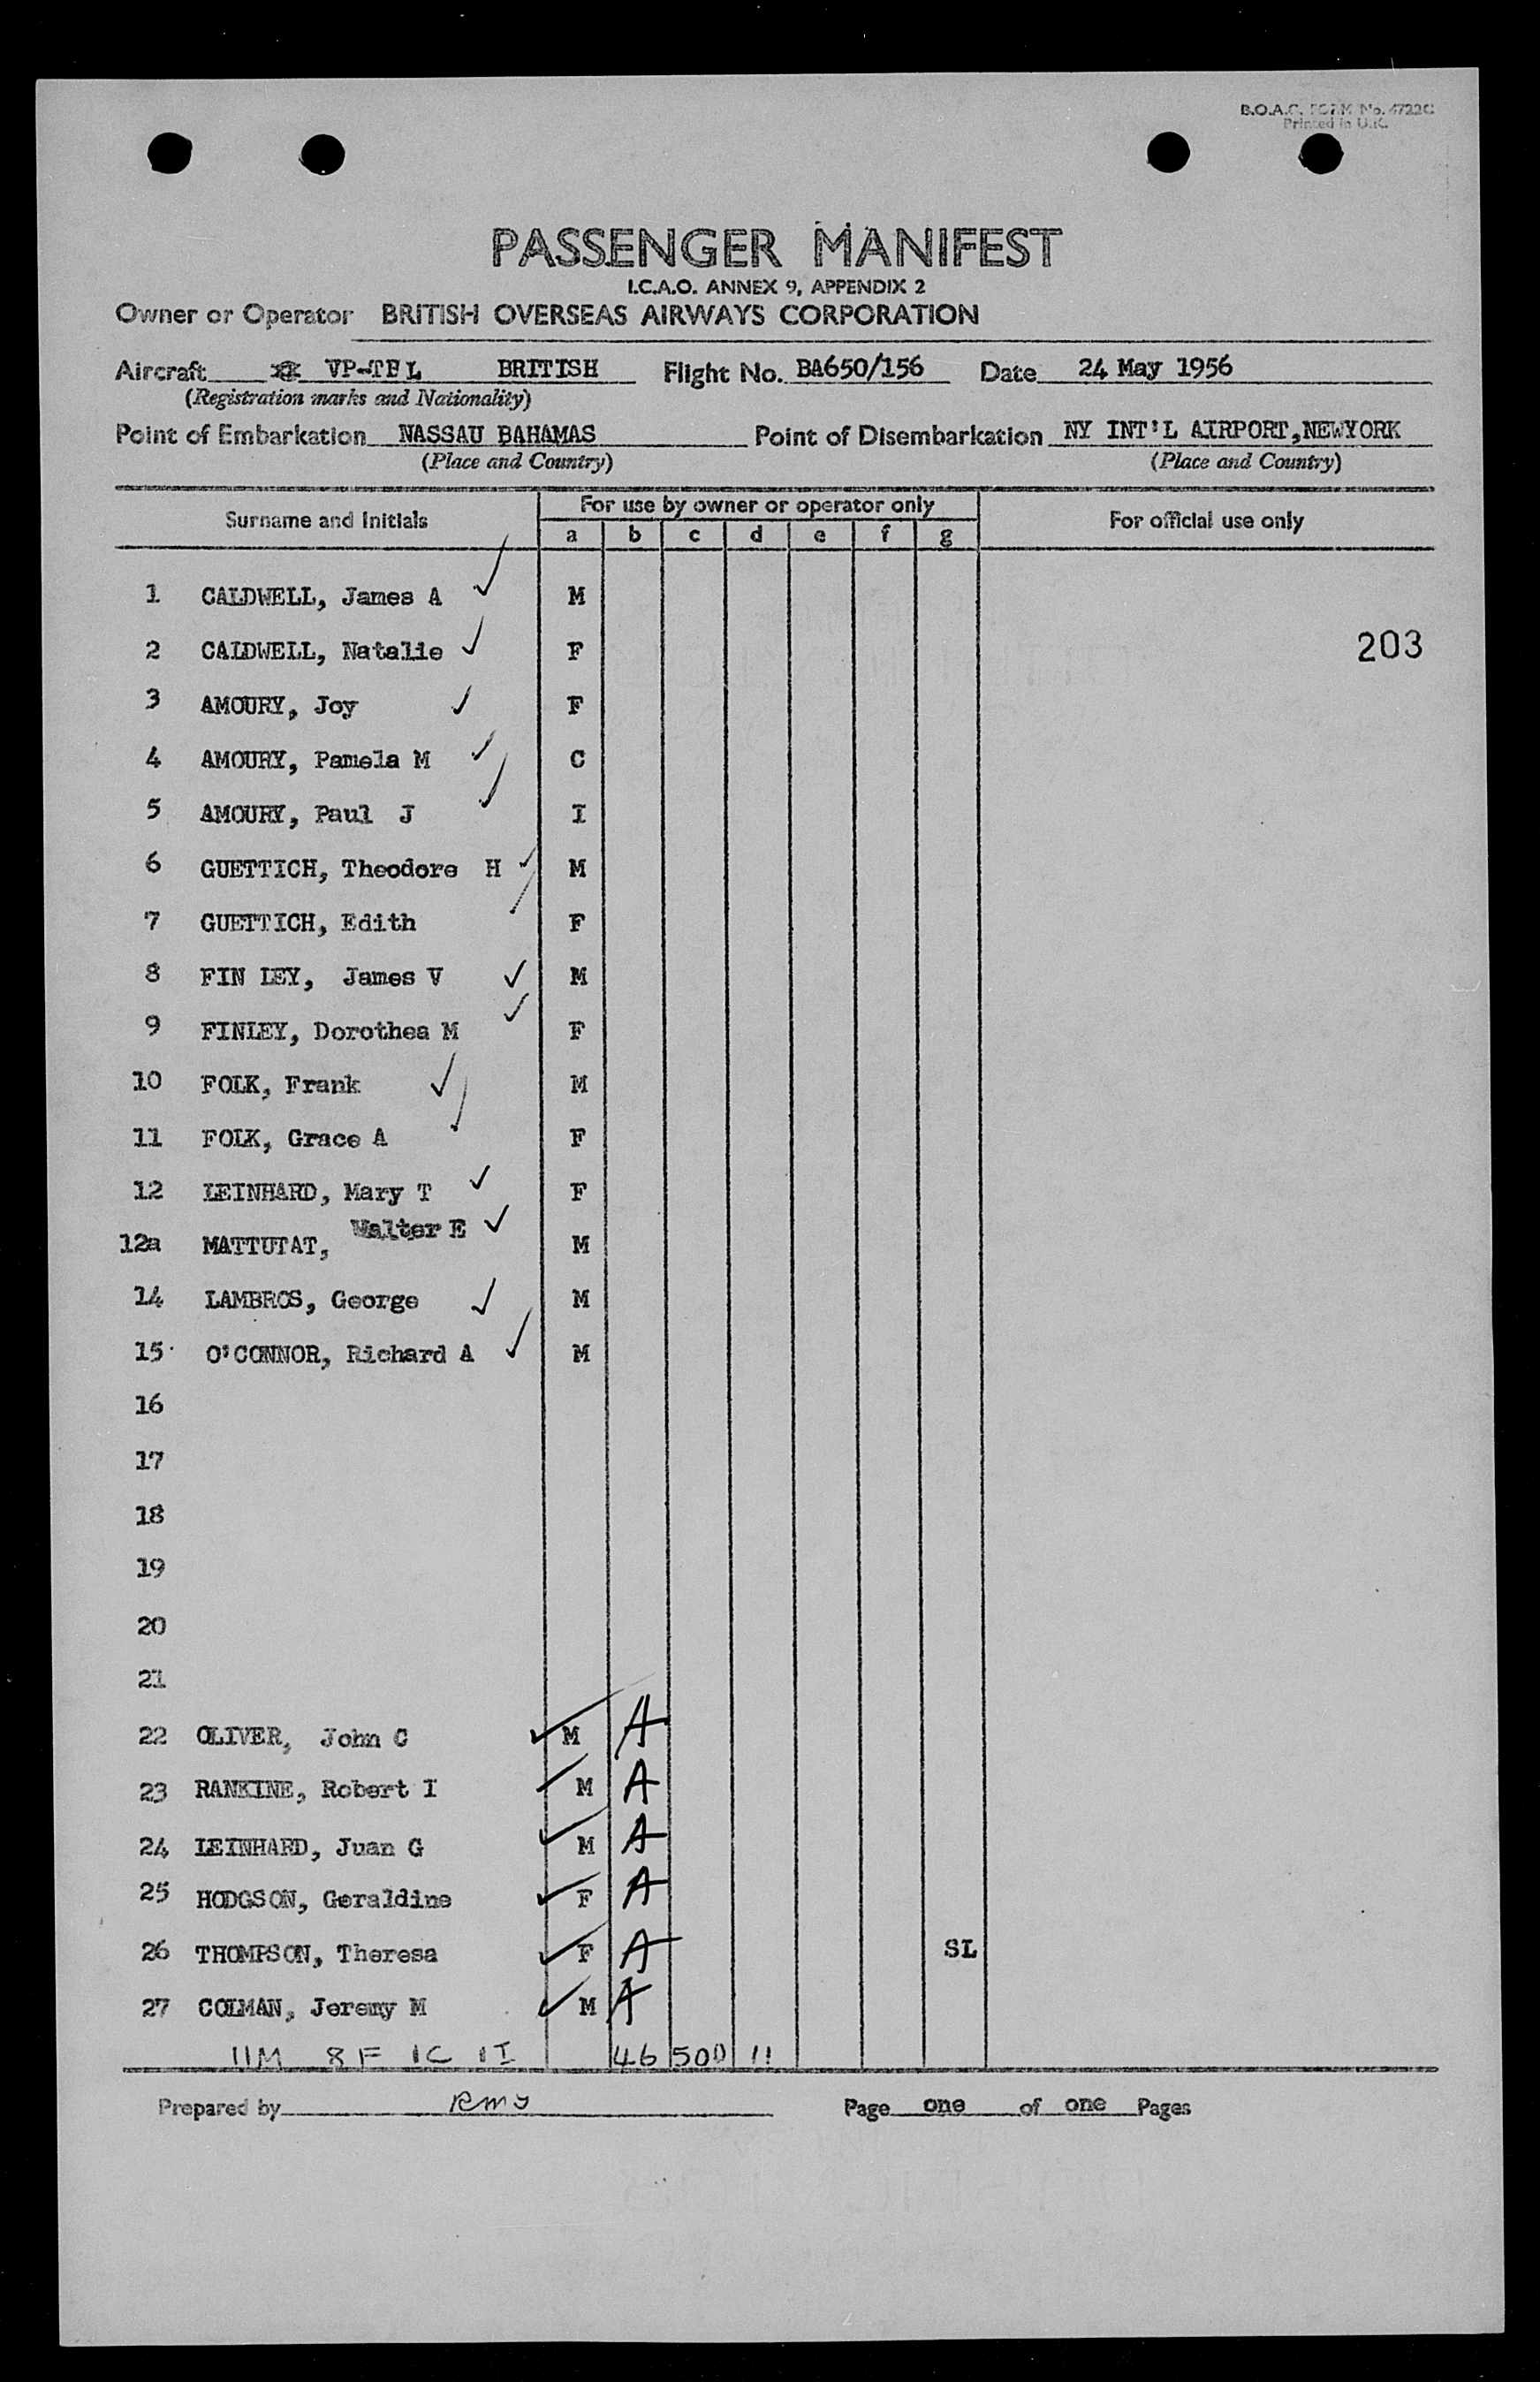 B.O.A.C. FORM No. 4722C
Printed in U.K.
PASSENGER MANIFEST
I.C.A.O. ANNEX 9, APPENDIX 2
Owner or Operator BRITISH OVERSEAS AIRWAYS CORPORATION
Aircraft VP-TBL BRITISH Flight No. BA650/156 Date 24 May 1956
(Registration marks and Nationality)
Point of Embarkation NASSAU BAHAMAS Point of Disembarkation NY INT'L AIRPORT,NEWYORK
(Place and Country) (Place and Country)
Surname and Initials For use by owner or operator only For official use only
a b c d e f g
1 CALDWELL, James A ✓ M
2 CALDWELL, Natalie ✓ F 203
3 AMOURY, Joy ✓ F
4 AMOURY, Pamela M ✓ C
5 AMOURY, Paul J ✓ I
6 GUETTICH, Theodore H ✓ M
7 GUETTICH, Edith ✓ F
8 FIN LEY, James V ✓ M
9 FINLEY, Dorothea M ✓ F
10 FOLK, Frank ✓ M
11 FOLK, Grace A ✓ F
12 LEINHARD, Mary T ✓ F
12a MATTUTAT, Walter E ✓ M
14 LAMBROS, George ✓ M
15 O'CONNOR, Richard A ✓ M
16
17
18
19
20
21
22 OLIVER, John C ✓ M A
23 RANKINE, Robert I ✓ M A
24 LEINHARD, Juan G ✓ M A
25 HODGSON, Geraldine ✓ F A
26 THOMPSON, Theresa ✓ F A SL
27 COLMAN, Jeremy M ✓ M A
11M 8F 1C 1I 46 500 11
Prepared by Page one of one Pages